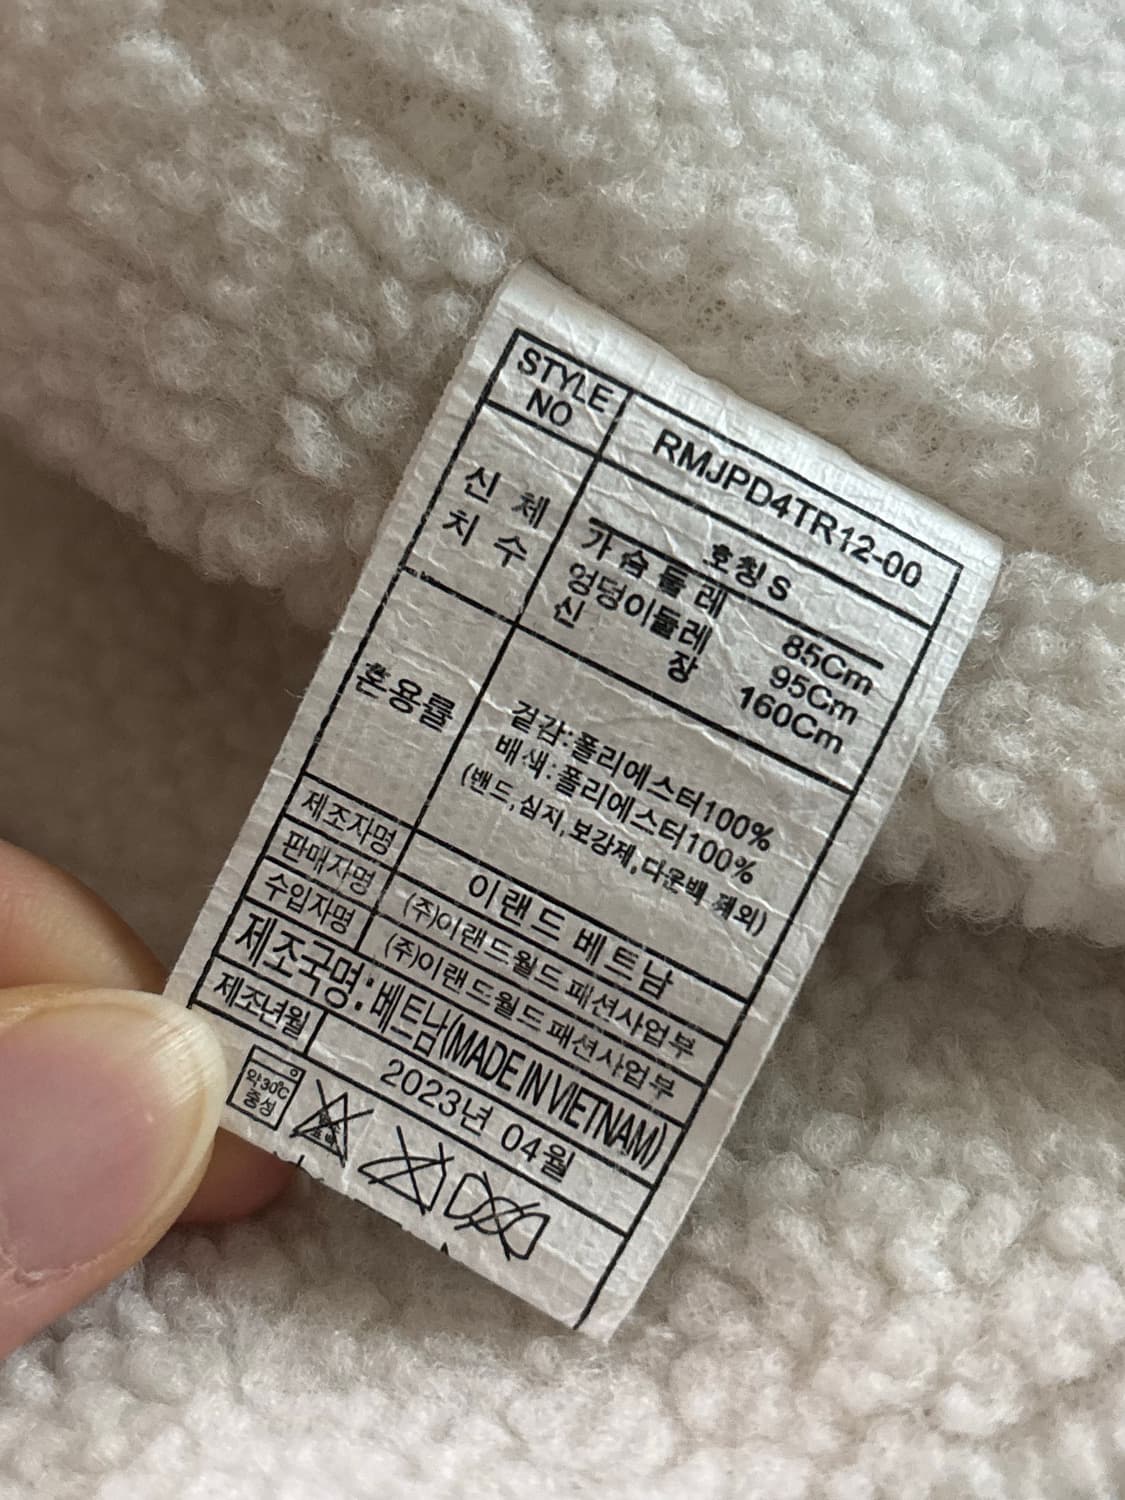 STYLE NO RMJPD4TR12-00
신체 치수 호칭 S
가슴둘레 85Cm
엉덩이둘레 95Cm
신장 160Cm
혼용률 겉감:폴리에스터100%
배색:폴리에스터100%
(밴드,심지,보강제,다운백 제외)
제조자명 이랜드 베트남
판매자명 (주)이랜드월드 패션사업부
수입자명 (주)이랜드월드 패션사업부
제조국명:베트남(MADE IN VIETNAM)
제조년월 2023년 04월
약30℃
중성